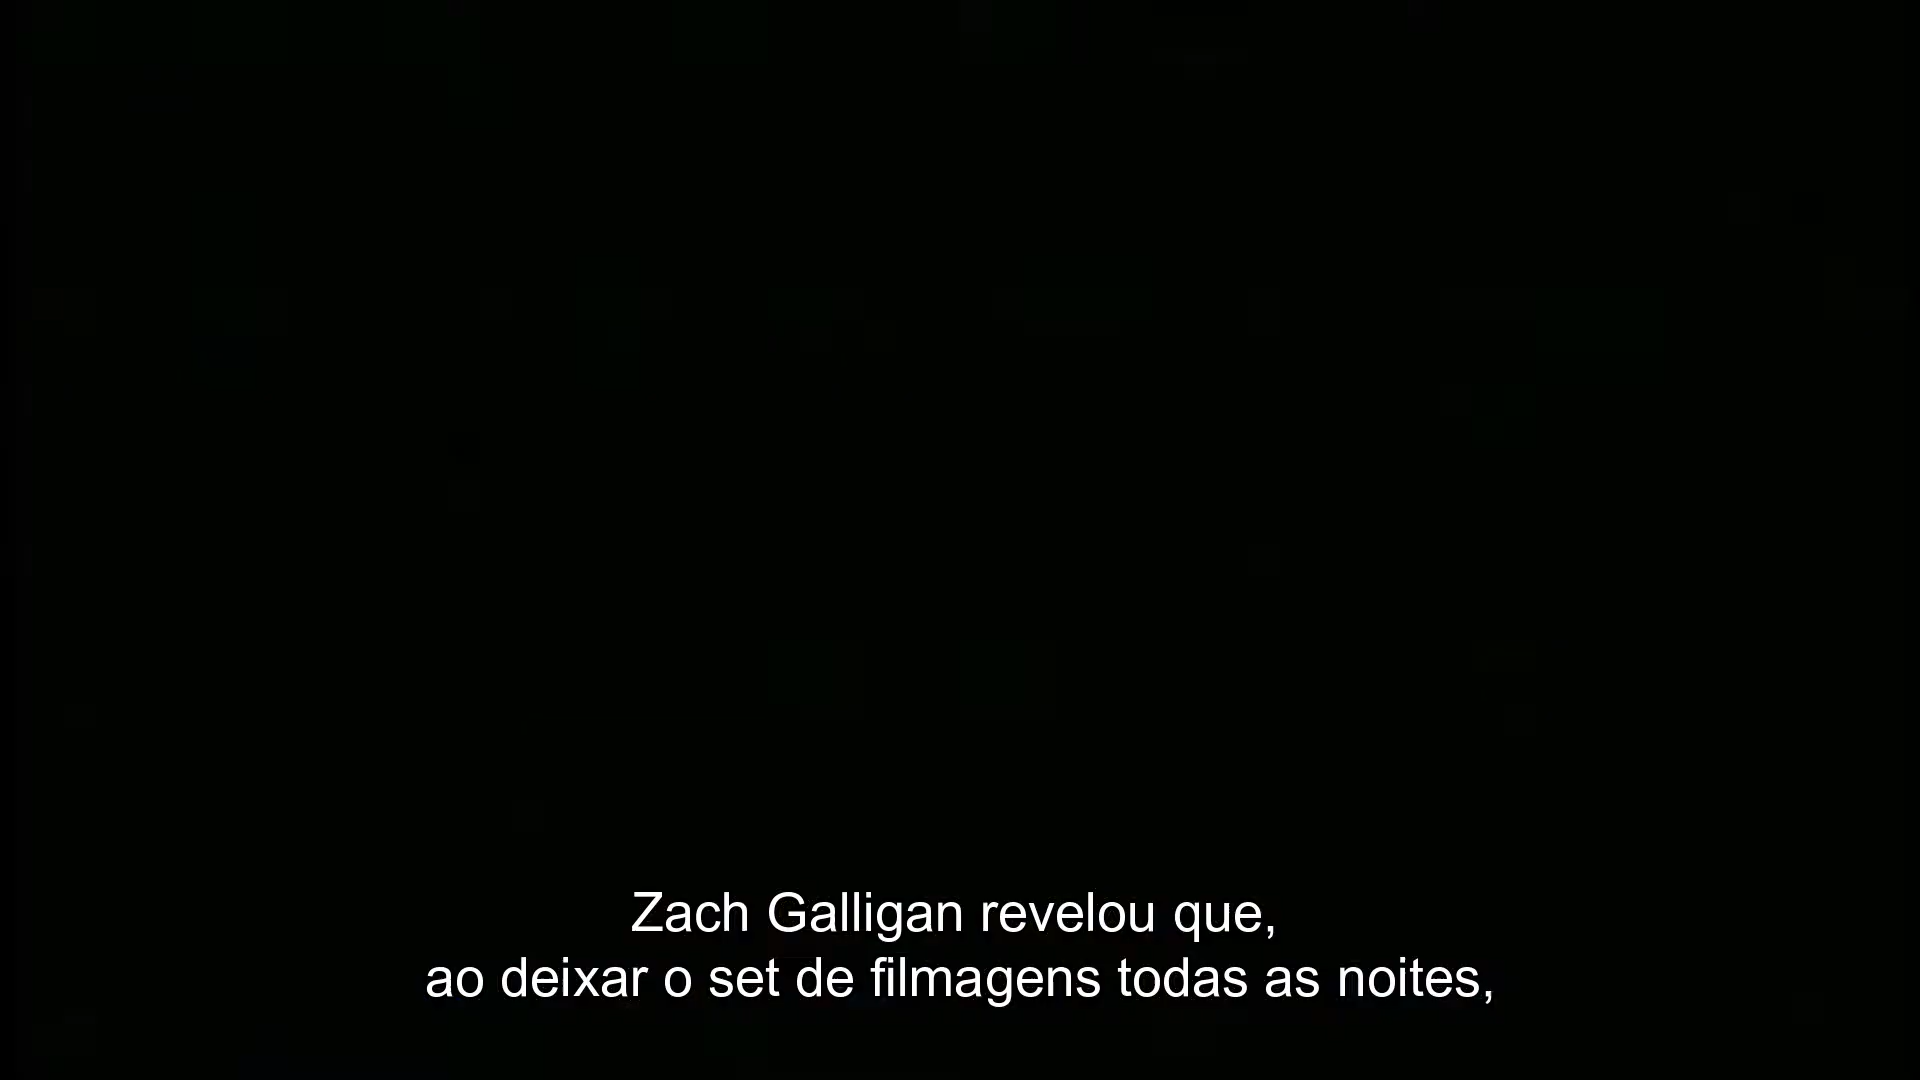 Zach Galligan revelou que,
ao deixar o set de filmagens todas as noites,